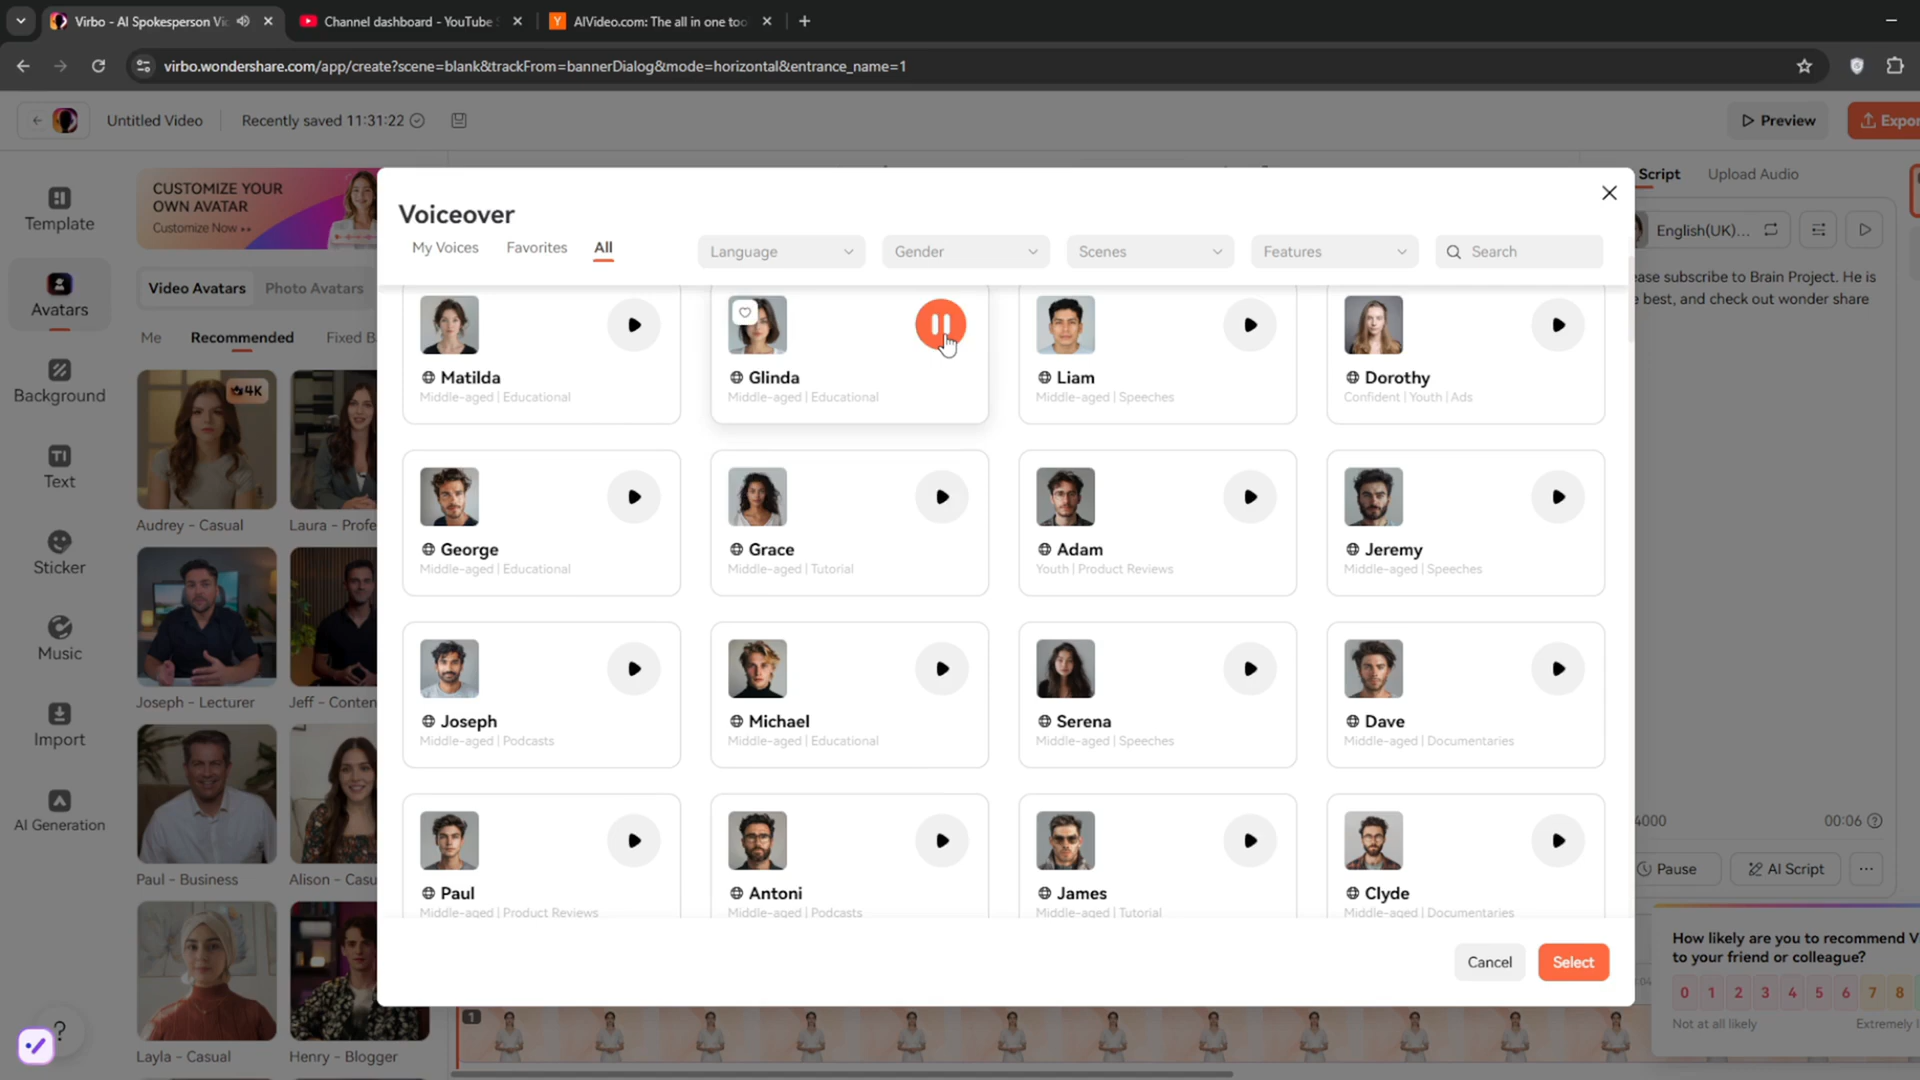 Virbo - AI Spokesperson Vi
Channel dashboard - YouTube S
AIVideo.com: The all in one too
virbo.wondershare.com/app/create?scene=blank&trackFrom=bannerDialog&mode=horizontal&entrance_name=1
Untitled Video
Recently saved 11:31:22
Preview
Expor
Template
Avatars
Background
Text
Sticker
Music
Import
AI Generation
CUSTOMIZE YOUR
OWN AVATAR
Customize Now
Video Avatars
Photo Avatars
Me
Recommended
Fixed B
4K
Audrey - Casual
Laura - Profe
Joseph - Lecturer
Jeff - Conten
Paul - Business
Alison - Casu
Layla - Casual
Henry - Blogger
Voiceover
My Voices
Favorites
All
Language
Gender
Scenes
Features
Search
Matilda
Middle-aged | Educational
Glinda
Middle-aged | Educational
Liam
Middle-aged | Speeches
Dorothy
Confident | Youth | Ads
George
Middle-aged | Educational
Grace
Middle-aged | Tutorial
Adam
Youth | Product Reviews
Jeremy
Middle-aged | Speeches
Joseph
Middle-aged | Podcasts
Michael
Middle-aged | Educational
Serena
Middle-aged | Speeches
Dave
Middle-aged | Documentaries
Paul
Middle-aged | Product Reviews
Antoni
Middle-aged | Podcasts
James
Middle-aged | Tutorial
Clyde
Middle-aged | Documentaries
Cancel
Select
Script
Upload Audio
English(UK)...
ease subscribe to Brain Project. He is
e best, and check out wonder share
4000
00:06
Pause
AI Script
How likely are you to recommend V
to your friend or colleague?
0 1 2 3 4 5 6 7 8
Not at all likely
Extremely l
1